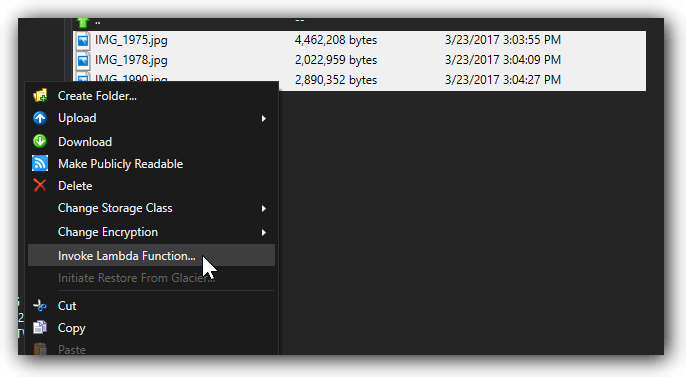 .. --
IMG_1975.jpg 4,462,208 bytes 3/23/2017 3:03:55 PM
IMG_1978.jpg 2,022,959 bytes 3/23/2017 3:04:09 PM
IMG_1990.jpg 2,890,352 bytes 3/23/2017 3:04:27 PM
Create Folder...
Upload
Download
Make Publicly Readable
Delete
Change Storage Class
Change Encryption
Invoke Lambda Function...
Initiate Restore From Glacier...
Cut
Copy
Paste